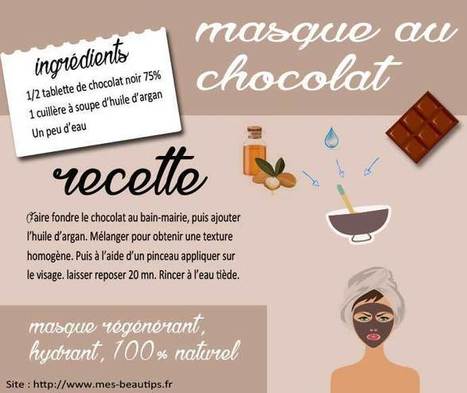 masque au
chocolat
ingrédients
1/2 tablette de chocolat noir 75%
1 cuillère à soupe d'huile d'argan
Un peu d'eau
recette
Faire fondre le chocolat au bain-mairie, puis ajouter
l'huile d'argan. Mélanger pour obtenir une texture
homogène. Puis à l'aide d'un pinceau appliquer sur
le visage. laisser reposer 20 mn. Rincer à l'eau tiède.
masque régénérant,
hydrant, 100% naturel
Site : http://www.mes-beautips.fr